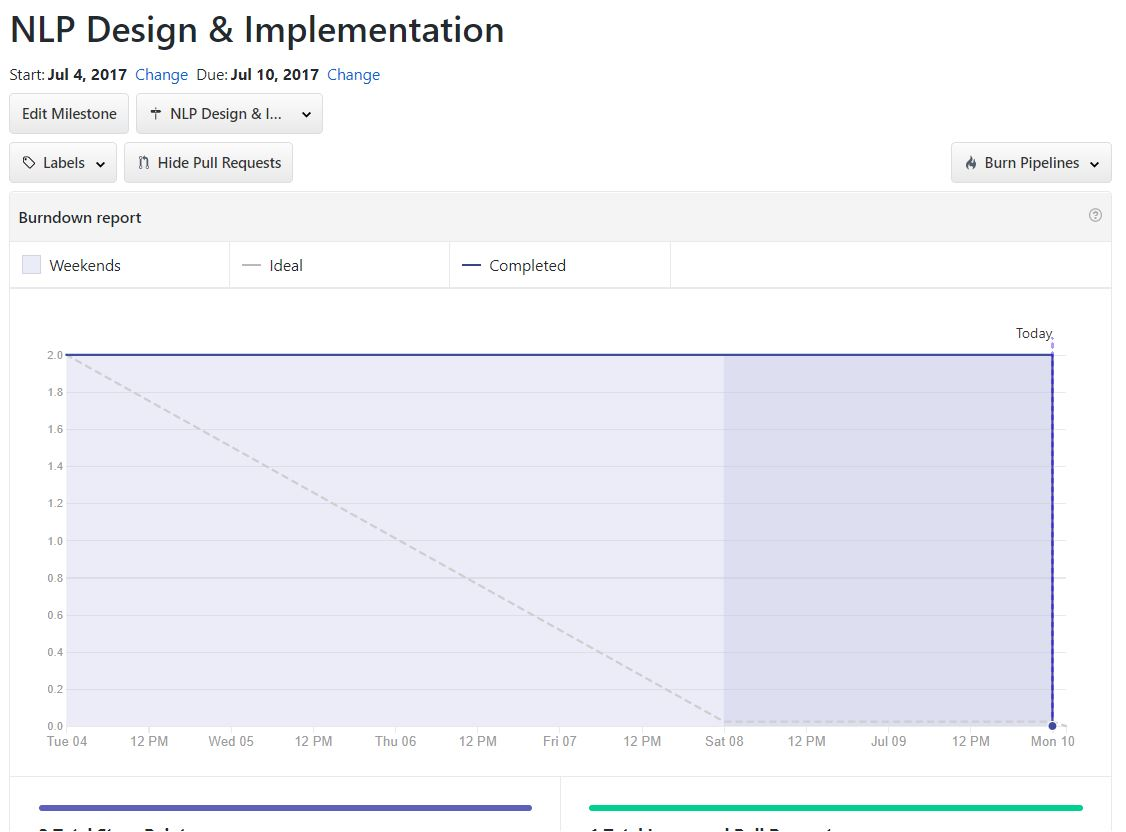 NLP Design & Implementation
Start: Jul 4, 2017 Change Due: Jul 10, 2017 Change
Edit Milestone NLP Design & I...
Labels Hide Pull Requests Burn Pipelines
Burndown report
Weekends Ideal Completed
Today
2.0
1.8
1.6
1.4
1.2
1.0
0.8
0.6
0.4
0.2
0.0
Tue 04 12 PM Wed 05 12 PM Thu 06 12 PM Fri 07 12 PM Sat 08 12 PM Jul 09 12 PM Mon 10